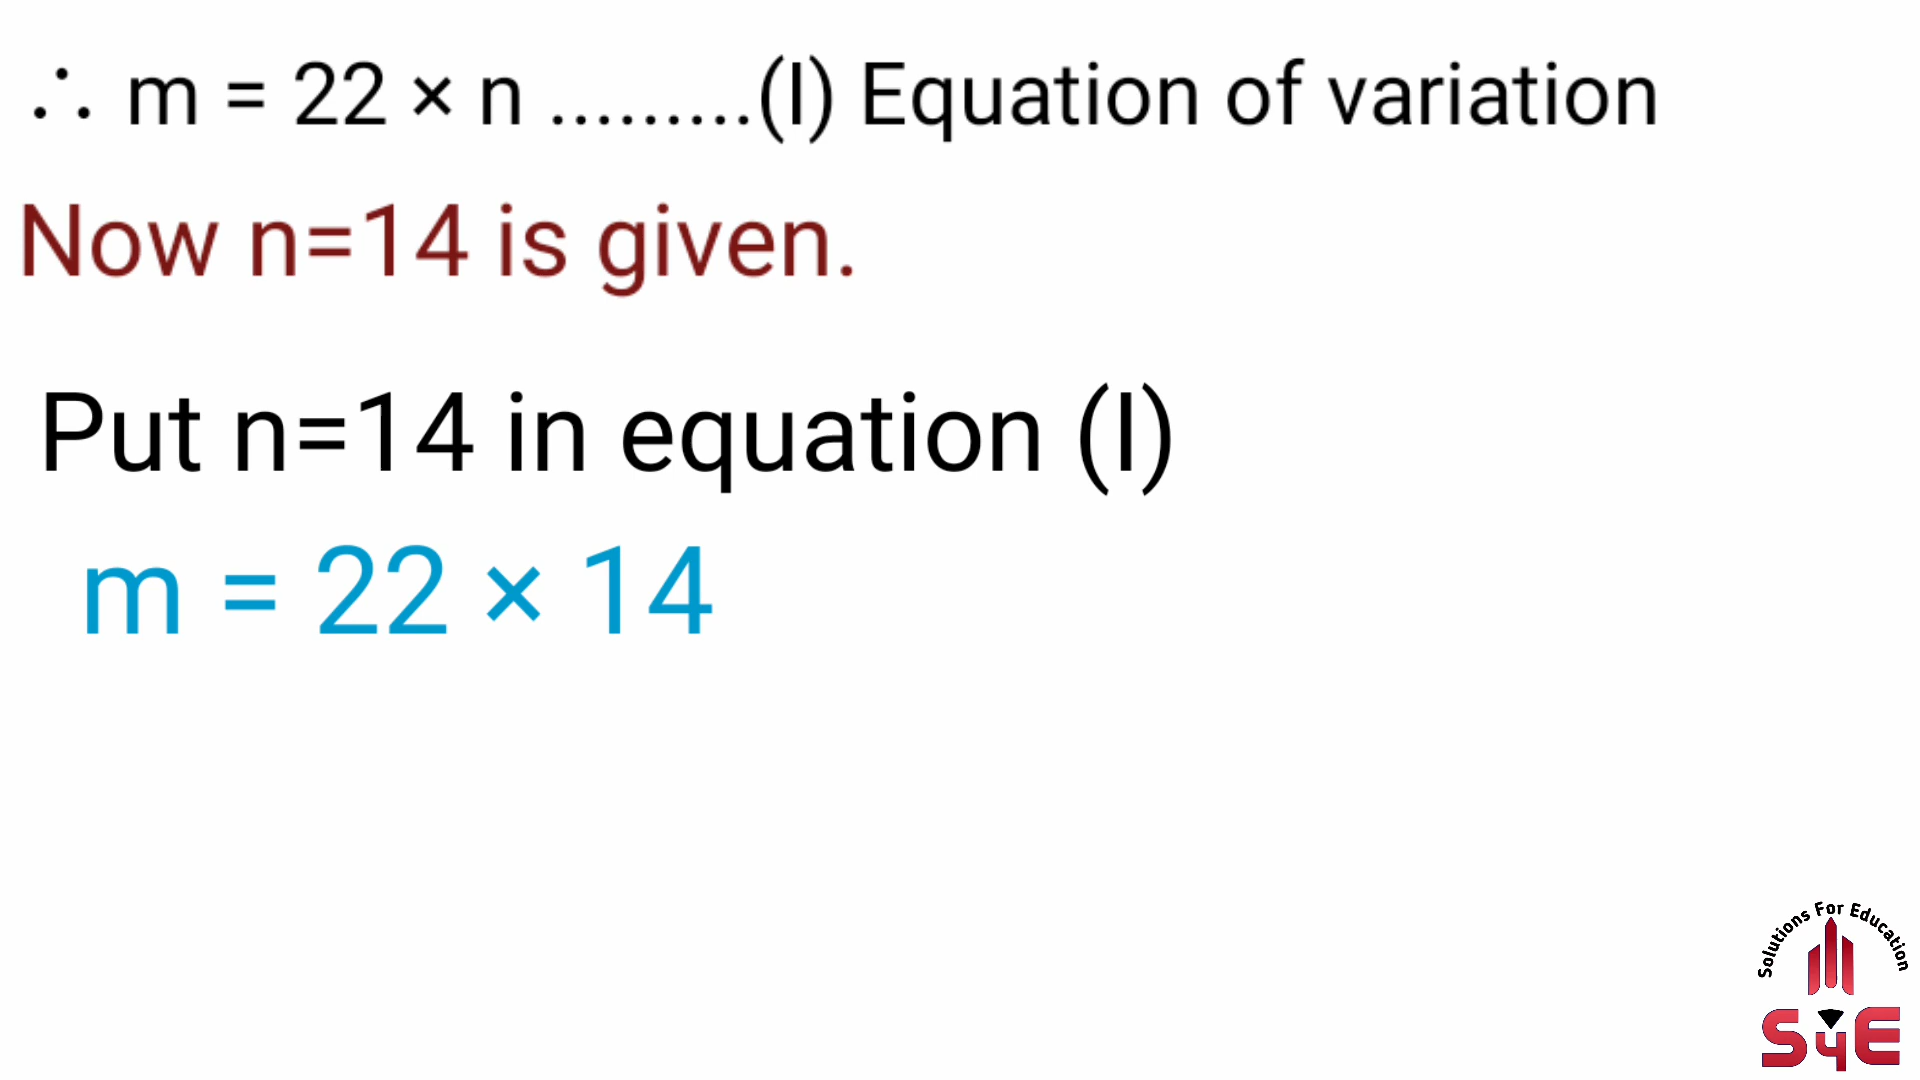 ∴ m = 22 × n .........(I) Equation of variation
Now n=14 is given.
Put n=14 in equation (I)
m = 22 × 14
Solutions For Education
S4E